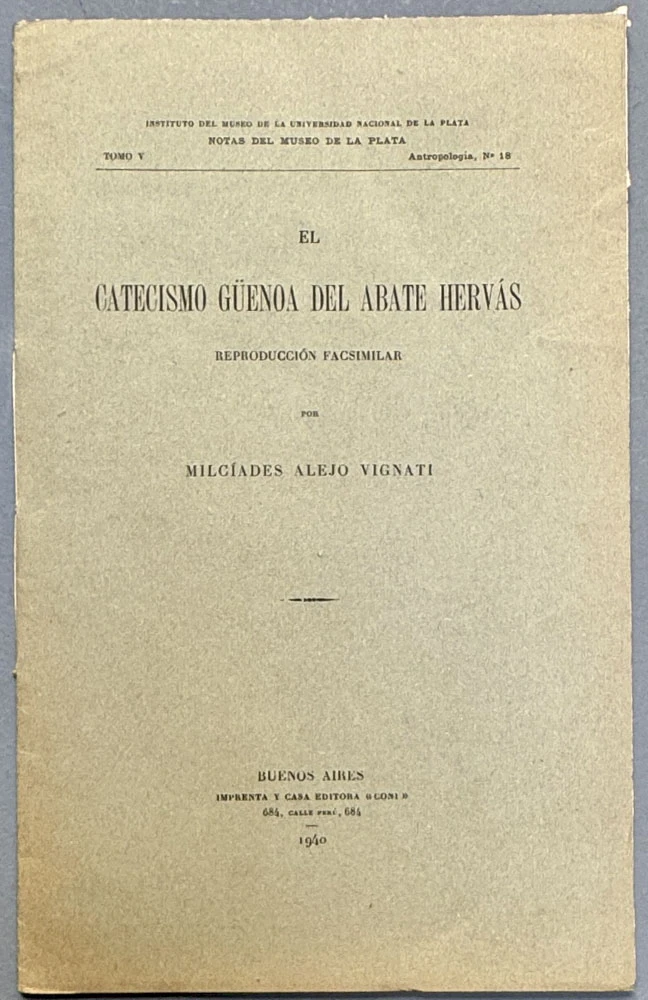 INSTITUTO DEL MUSEO DE LA UNIVERSIDAD NACIONAL DE LA PLATA
NOTAS DEL MUSEO DE LA PLATA
TOMO V Antropología, Nº 18
EL
CATECISMO GÜENOA DEL ABATE HERVÁS
REPRODUCCIÓN FACSIMILAR
POR
MILCÍADES ALEJO VIGNATI
BUENOS AIRES
IMPRENTA Y CASA EDITORA «CONI»
684, CALLE PERÚ, 684
1940